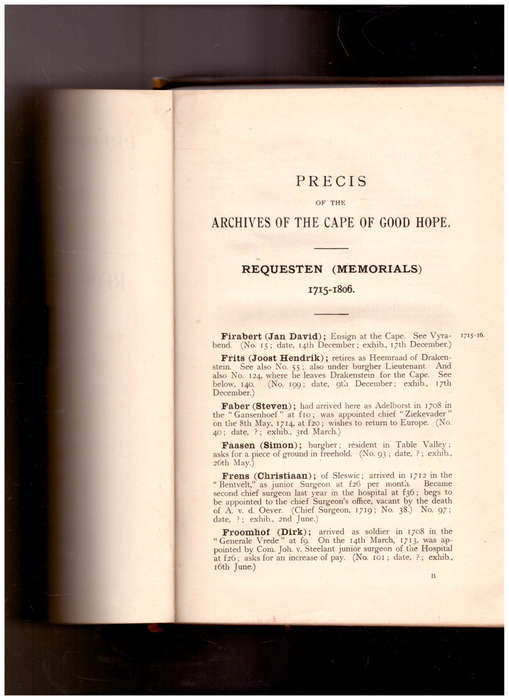 PRECIS
OF THE
ARCHIVES OF THE CAPE OF GOOD HOPE.
REQUESTEN (MEMORIALS)
1715-1806.
Firabert (Jan David); Ensign at the Cape. See Vyra- 1715-16.
bend. (No. 15; date, 14th December; exhib., 17th December.)
Frits (Joost Hendrik); retires as Heemraad of Draken-
stein. See also No. 55; also under burgher Lieutenant. And
also No. 124, where he leaves Drakenstein for the Cape. See
below, 140. (No. 199; date, 9th December; exhib., 17th
December.)
Faber (Steven); had arrived here as Adelborst in 1708 in
the "Gansenhoef" at f10; was appointed chief "Ziekevader"
on the 8th May, 1714, at f20; wishes to return to Europe. (No.
40; date, ?; exhib., 3rd March.)
Faasen (Simon); burgher; resident in Table Valley;
asks for a piece of ground in freehold. (No. 93; date, ?; exhib.,
26th May.)
Frens (Christiaan); of Sleswic; arrived in 1712 in the
"Bentvelt," as junior Surgeon at f26 per month. Became
second chief surgeon last year in the hospital at f36; begs to
be appointed to the chief Surgeon's office, vacant by the death
of A. v. d. Oever. (Chief Surgeon, 1719; No. 38.) No. 97;
date, ?; exhib., 2nd June.)
Froomhof (Dirk); arrived as soldier in 1708 in the
"Generale Vrede" at f9. On the 14th March, 1713, was ap-
pointed by Com. Joh. v. Steelant junior surgeon of the Hospital
at f26; asks for an increase of pay. (No. 101; date, ?; exhib.,
16th June.)
II